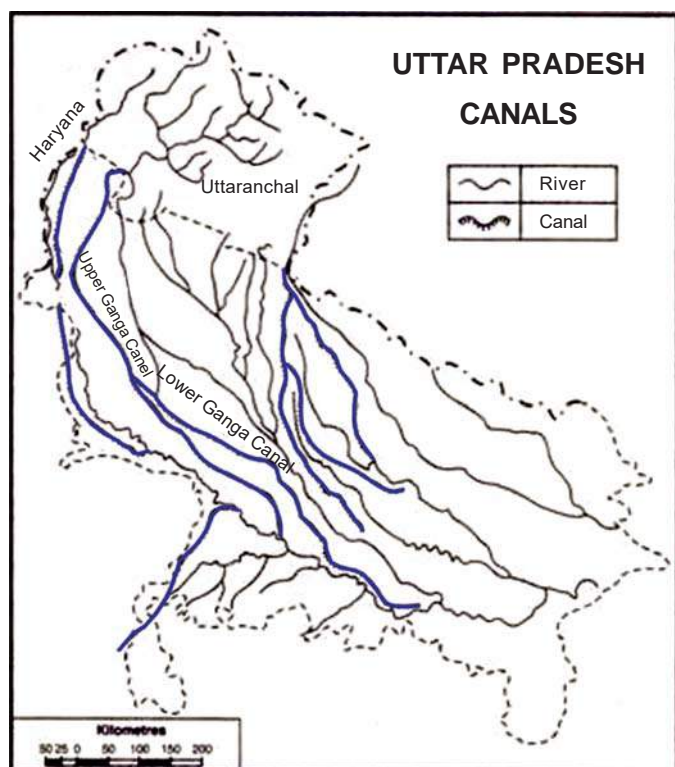 UTTAR PRADESH
CANALS
Haryana
Uttaranchal
River
Canal
Upper Ganga Canel
Lower Ganga Canal
Kilometres
50 25 0 50 100 150 200